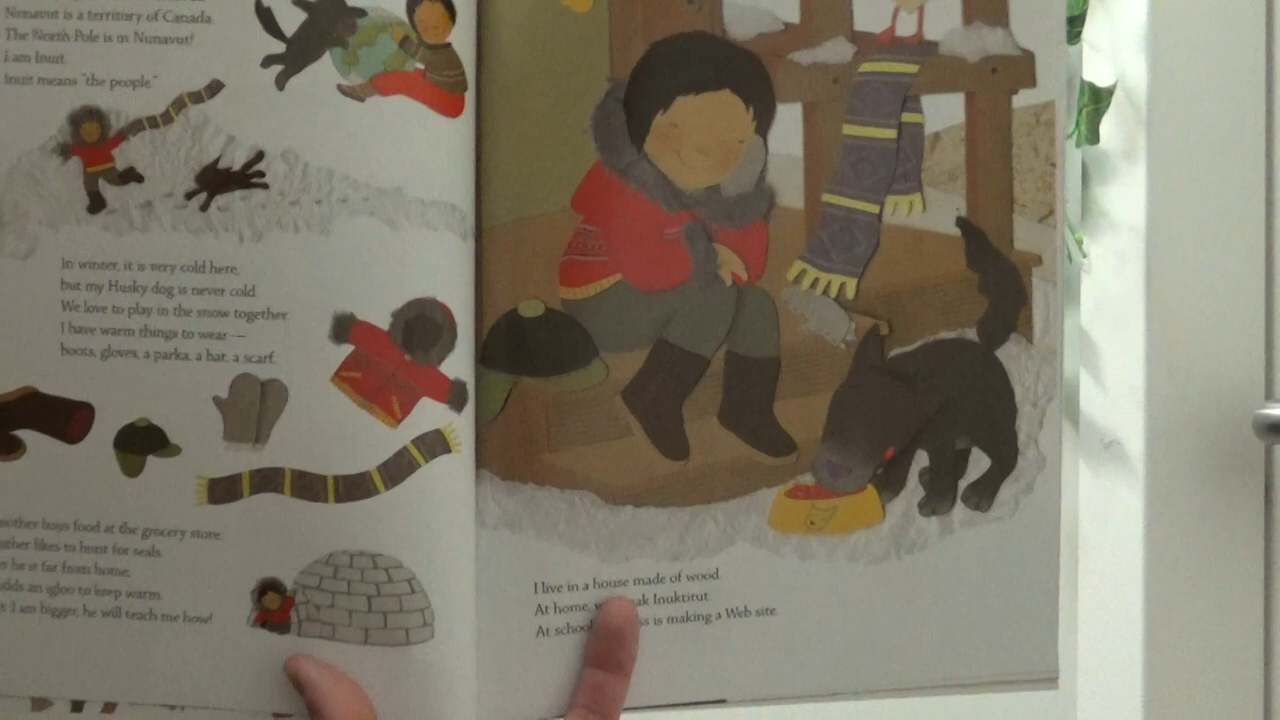 Nunavut is a territory of Canada.
The North Pole is in Nunavut!
I am Inuit.
Inuit means "the people."
In winter, it is very cold here,
but my Husky dog is never cold.
We love to play in the snow together.
I have warm things to wear—
boots, gloves, a parka, a hat, a scarf.
buys food at the grocery store.
likes to hunt for seals.
he is far from home,
an igloo to keep warm.
I am bigger, he will teach me how!
I live in a house made of wood.
At home, Inuktitut.
At school is making a Web site.